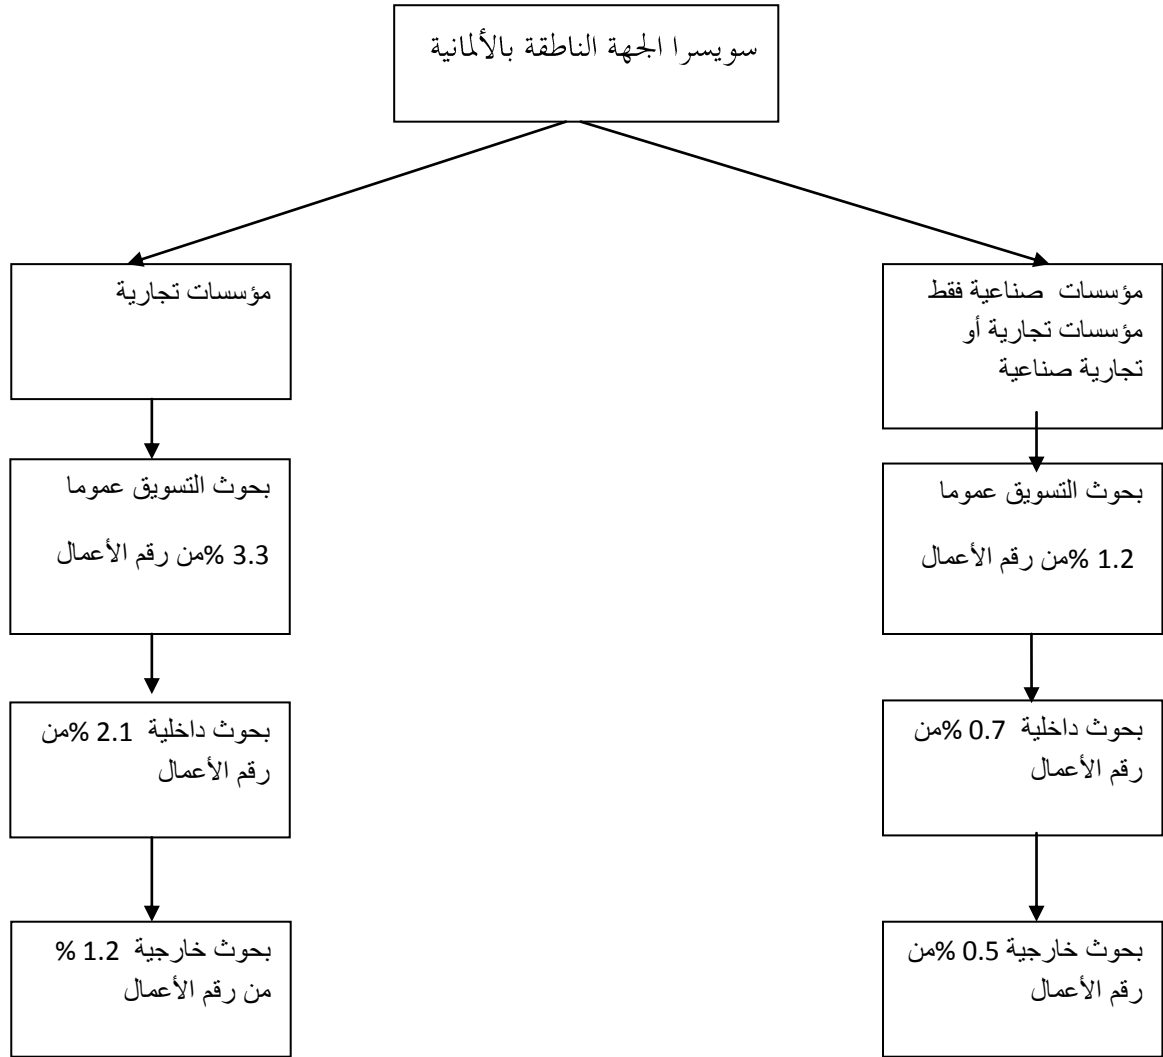 سويسرا الجهة الناطقة بالألمانية
مؤسسات صناعية فقط
مؤسسات تجارية أو
تجارية صناعية
بحوث التسويق عموما
1.2 %من رقم الأعمال
بحوث داخلية 0.7 %من
رقم الأعمال
بحوث خارجية 0.5 %من
رقم الأعمال
مؤسسات تجارية
بحوث التسويق عموما
3.3 %من رقم الأعمال
بحوث داخلية 2.1 %من
رقم الأعمال
بحوث خارجية 1.2 %
من رقم الأعمال